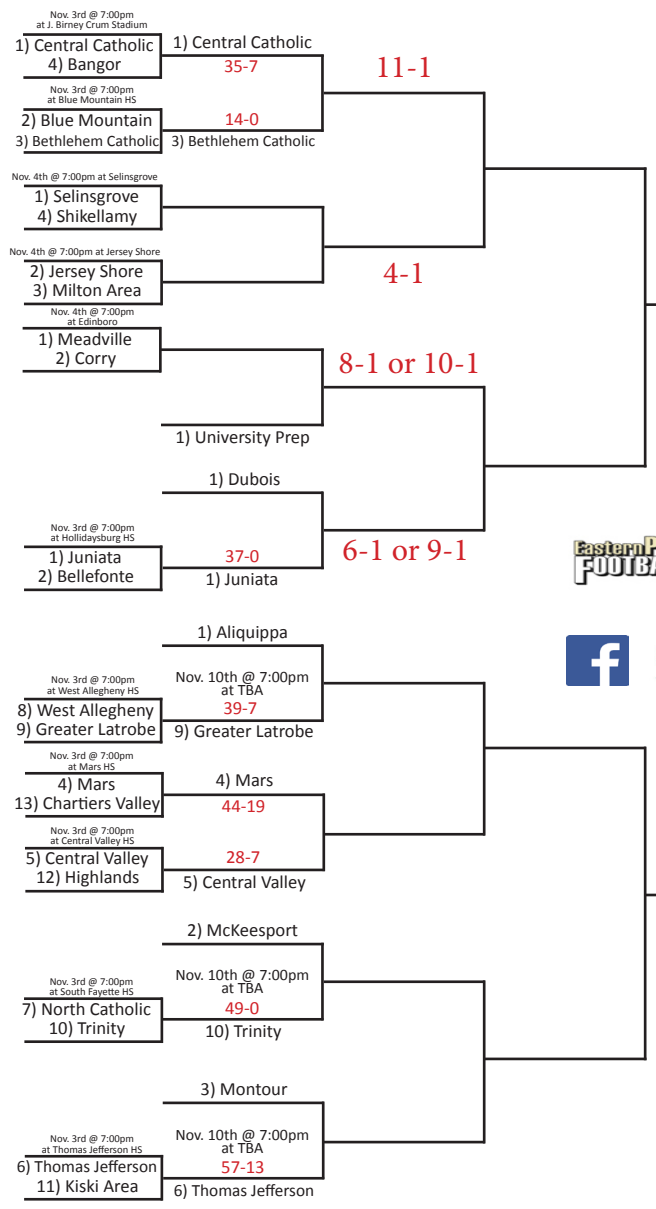 Nov. 3rd @ 7:00pm
at J. Birney Crum Stadium
1) Central Catholic
4) Bangor
1) Central Catholic
35-7
11-1
Nov. 3rd @ 7:00pm
at Blue Mountain HS
2) Blue Mountain
3) Bethlehem Catholic
14-0
3) Bethlehem Catholic
Nov. 4th @ 7:00pm at Selinsgrove
1) Selinsgrove
4) Shikellamy
4-1
Nov. 4th @ 7:00pm at Jersey Shore
2) Jersey Shore
3) Milton Area
Nov. 4th @ 7:00pm
at Edinboro
1) Meadville
2) Corry
8-1 or 10-1
1) University Prep
1) Dubois
6-1 or 9-1
Nov. 3rd @ 7:00pm
at Hollidaysburg HS
1) Juniata
2) Bellefonte
37-0
1) Juniata
Eastern
f
1) Aliquippa
Nov. 10th @ 7:00pm
at TBA
Nov. 3rd @ 7:00pm
at West Allegheny HS
8) West Allegheny
9) Greater Latrobe
39-7
9) Greater Latrobe
Nov. 3rd @ 7:00pm
at Mars HS
4) Mars
13) Chartiers Valley
4) Mars
44-19
Nov. 3rd @ 7:00pm
at Central Valley HS
5) Central Valley
12) Highlands
28-7
5) Central Valley
2) McKeesport
Nov. 10th @ 7:00pm
at TBA
Nov. 3rd @ 7:00pm
at South Fayette HS
7) North Catholic
10) Trinity
49-0
10) Trinity
3) Montour
Nov. 10th @ 7:00pm
at TBA
Nov. 3rd @ 7:00pm
at Thomas Jefferson HS
6) Thomas Jefferson
11) Kiski Area
57-13
6) Thomas Jefferson